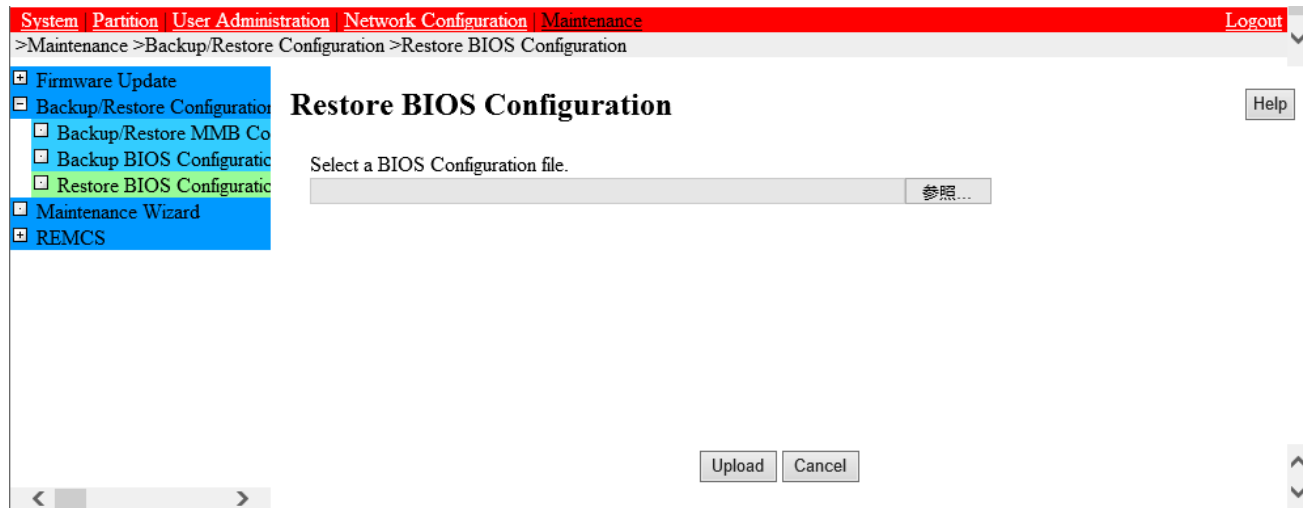 System | Partition | User Administration | Network Configuration | Maintenance Logout
>Maintenance >Backup/Restore Configuration >Restore BIOS Configuration
Firmware Update
Backup/Restore Configuration
Backup/Restore MMB Co
Backup BIOS Configuratic
Restore BIOS Configuratic
Maintenance Wizard
REMCS
Restore BIOS Configuration
Help
Select a BIOS Configuration file.
参照...
Upload Cancel